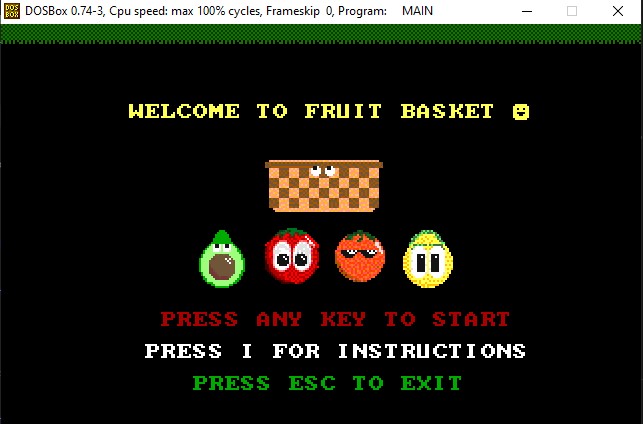 DOSBox 0.74-3, Cpu speed: max 100% cycles, Frameskip 0, Program: MAIN
WELCOME TO FRUIT BASKET ☻
PRESS ANY KEY TO START
PRESS I FOR INSTRUCTIONS
PRESS ESC TO EXIT